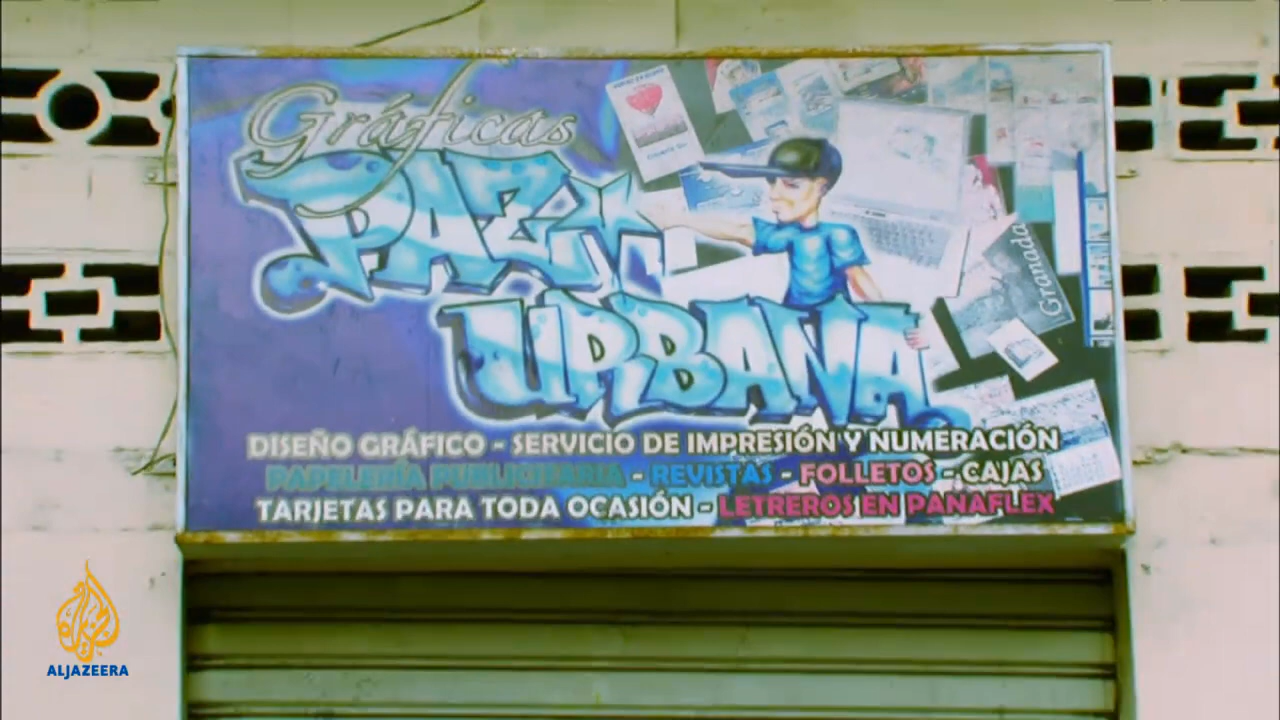 Gráficas
PAZ Y
URBANA
DISEÑO GRÁFICO - SERVICIO DE IMPRESIÓN Y NUMERACIÓN
PAPELERÍA PUBLICITARIA - REVISTAS - FOLLETOS - CAJAS
TARJETAS PARA TODA OCASIÓN - LETREROS EN PANAFLEX
Granada
ALJAZEERA